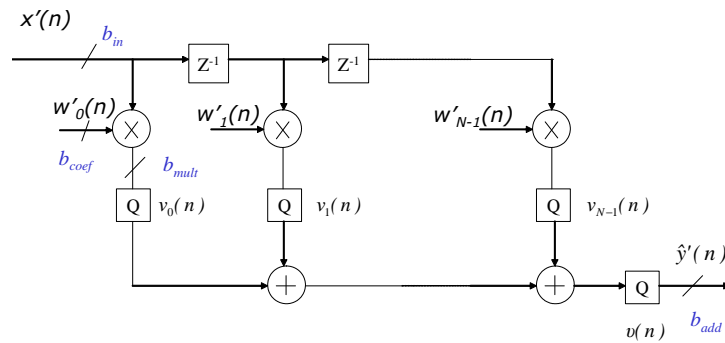 x'(n)
b_in
Z^-1
Z^-1
w'_0(n)
w'_1(n)
w'_N-1(n)
b_coef
b_mult
Q
v_0(n)
Q
v_1(n)
Q
v_N−1(n)
ŷ'(n)
Q
b_add
υ(n)